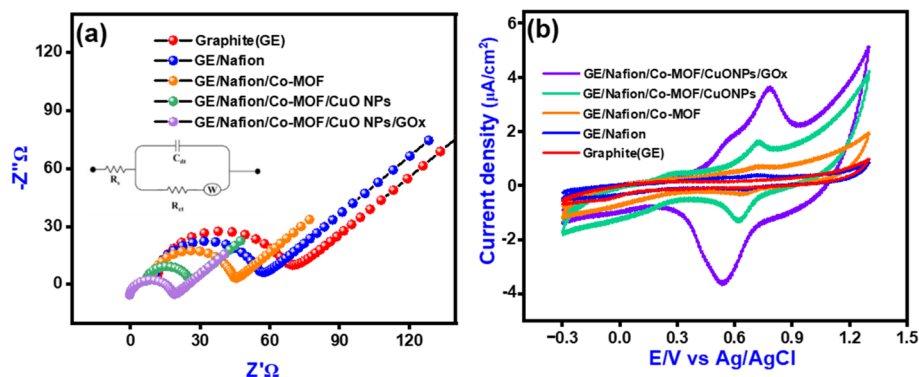 (a)
Graphite(GE)
GE/Nafion
GE/Nafion/Co-MOF
GE/Nafion/Co-MOF/CuO NPs
GE/Nafion/Co-MOF/CuO NPs/GOx
Cdl
Rs
W
Rct
-Z"Ω
120
90
60
30
0
0 30 60 90 120
Z'Ω
(b)
GE/Nafion/Co-MOF/CuONPs/GOx
GE/Nafion/Co-MOF/CuONPs
GE/Nafion/Co-MOF
GE/Nafion
Graphite(GE)
Current density (μA/cm²)
6
4
2
0
-2
-4
−0.3 0.0 0.3 0.6 0.9 1.2 1.5
E/V vs Ag/AgCl